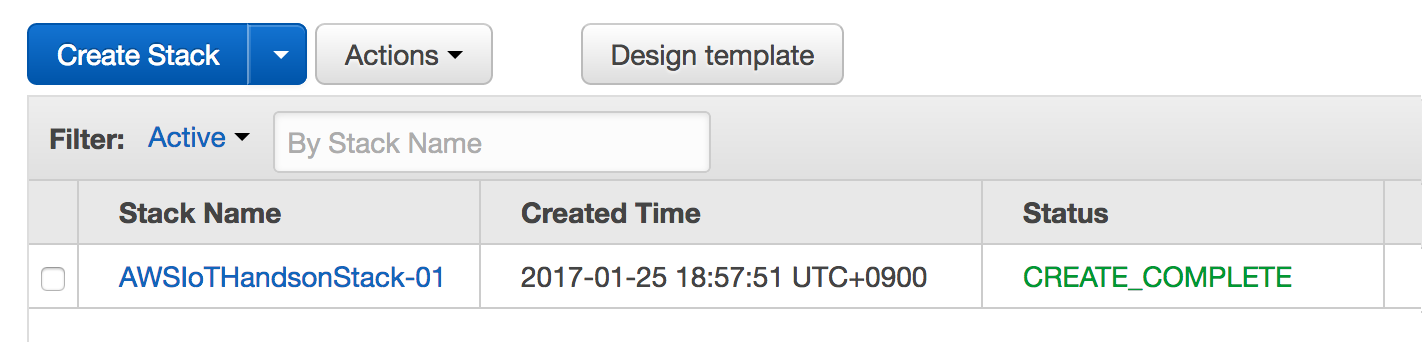 Create Stack Actions Design template
Filter: Active By Stack Name
Stack Name Created Time Status
AWSIoTHandsonStack-01 2017-01-25 18:57:51 UTC+0900 CREATE_COMPLETE